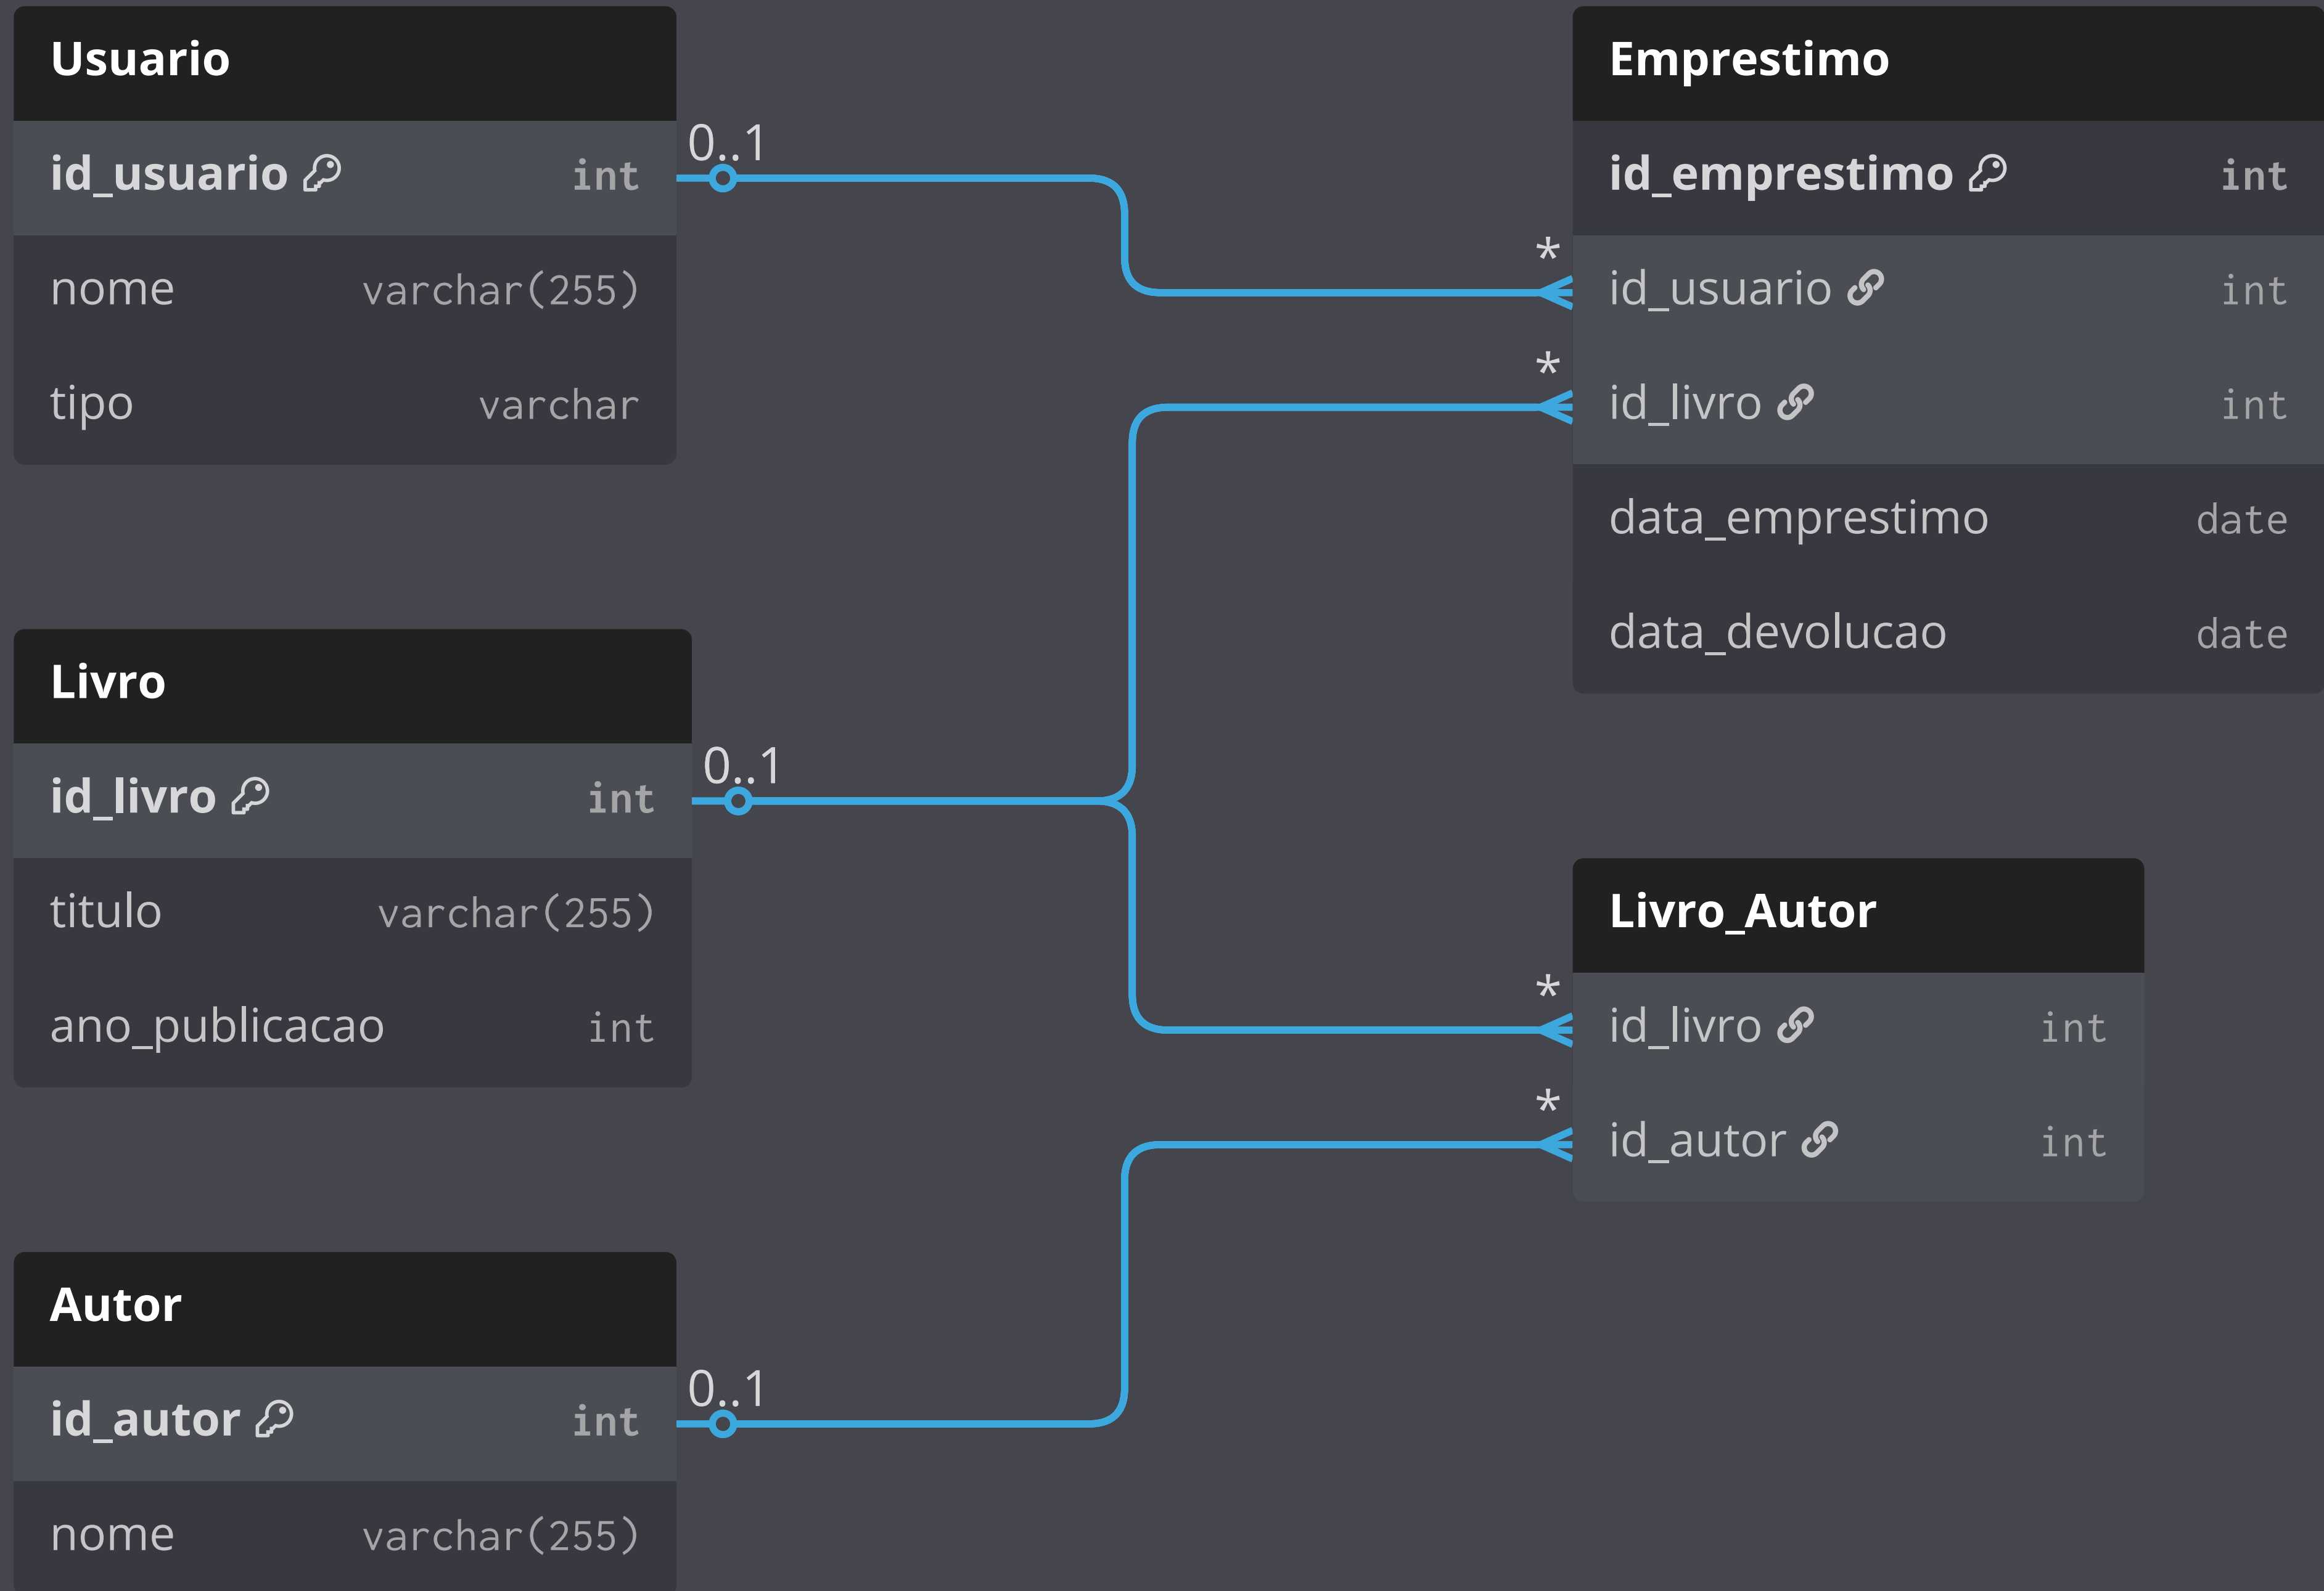 Usuario
id_usuario int
nome varchar(255)
tipo varchar
0..1
*
*
Emprestimo
id_emprestimo int
id_usuario int
id_livro int
data_emprestimo date
data_devolucao date
Livro
id_livro int
titulo varchar(255)
ano_publicacao int
0..1
*
*
Livro_Autor
id_livro int
id_autor int
Autor
id_autor int
nome varchar(255)
0..1